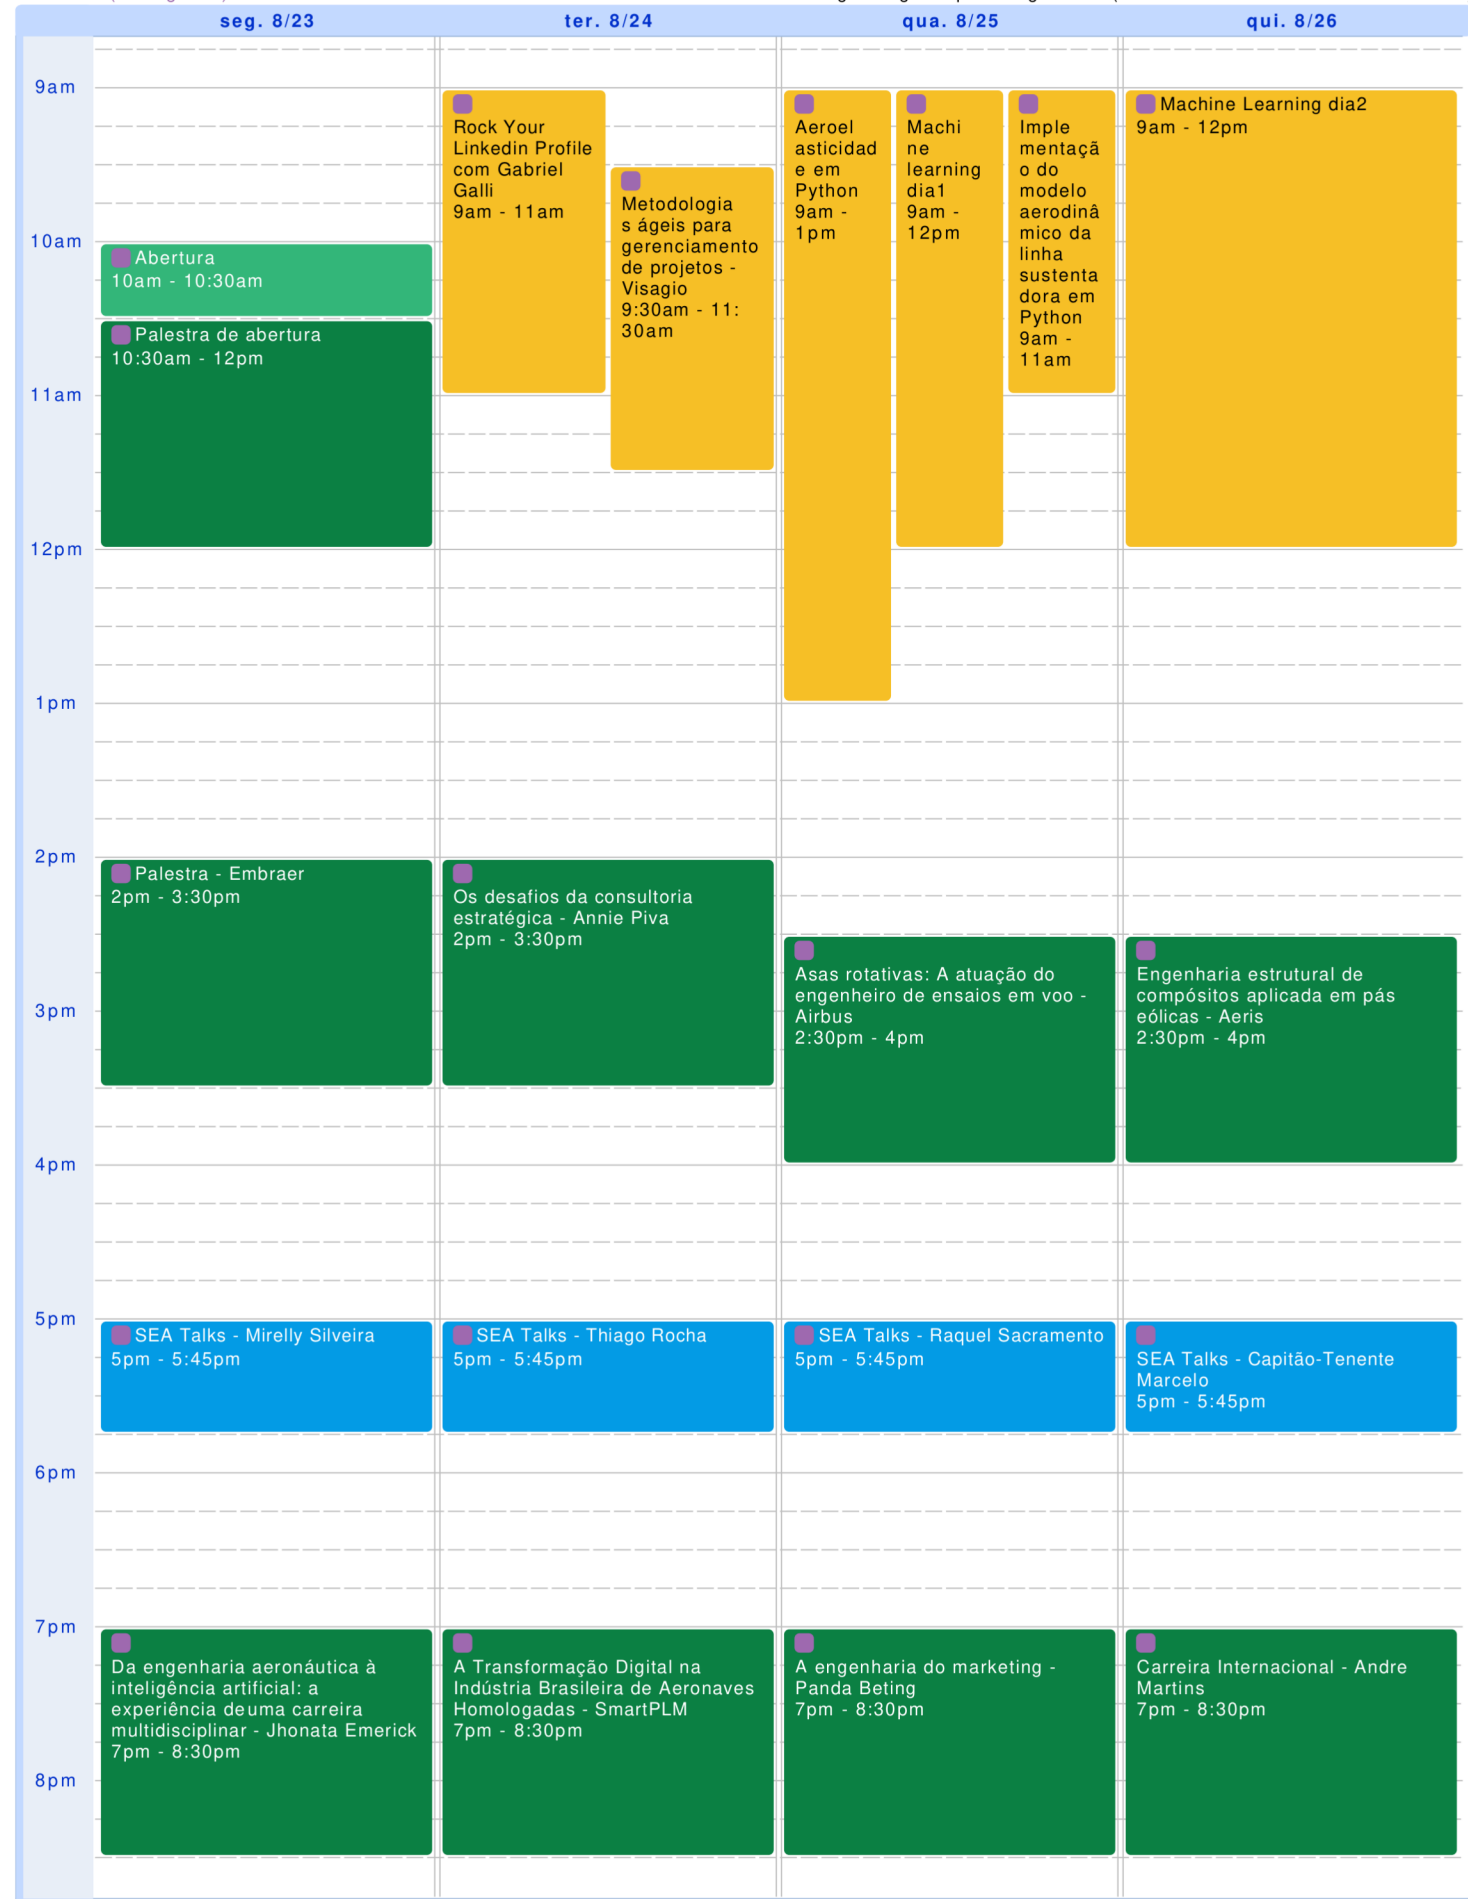 seg. 8/23
ter. 8/24
qua. 8/25
qui. 8/26
9am
10am
11am
12pm
1pm
2pm
3pm
4pm
5pm
6pm
7pm
8pm
Abertura
10am - 10:30am
Palestra de abertura
10:30am - 12pm
Palestra - Embraer
2pm - 3:30pm
SEA Talks - Mirelly Silveira
5pm - 5:45pm
Da engenharia aeronáutica à
inteligência artificial: a
experiência deuma carreira
multidisciplinar - Jhonata Emerick
7pm - 8:30pm
Rock Your
Linkedin Profile
com Gabriel
Galli
9am - 11am
Metodologia
s ágeis para
gerenciamento
de projetos -
Visagio
9:30am - 11:
30am
Os desafios da consultoria
estratégica - Annie Piva
2pm - 3:30pm
SEA Talks - Thiago Rocha
5pm - 5:45pm
A Transformação Digital na
Indústria Brasileira de Aeronaves
Homologadas - SmartPLM
7pm - 8:30pm
Aeroel
asticidad
e em
Python
9am -
1pm
Machi
ne
learning
dia1
9am -
12pm
Imple
mentaçã
o do
modelo
aerodinâ
mico da
linha
sustenta
dora em
Python
9am -
11am
Asas rotativas: A atuação do
engenheiro de ensaios em voo -
Airbus
2:30pm - 4pm
SEA Talks - Raquel Sacramento
5pm - 5:45pm
A engenharia do marketing -
Panda Beting
7pm - 8:30pm
Machine Learning dia2
9am - 12pm
Engenharia estrutural de
compósitos aplicada em pás
eólicas - Aeris
2:30pm - 4pm
SEA Talks - Capitão-Tenente
Marcelo
5pm - 5:45pm
Carreira Internacional - Andre
Martins
7pm - 8:30pm